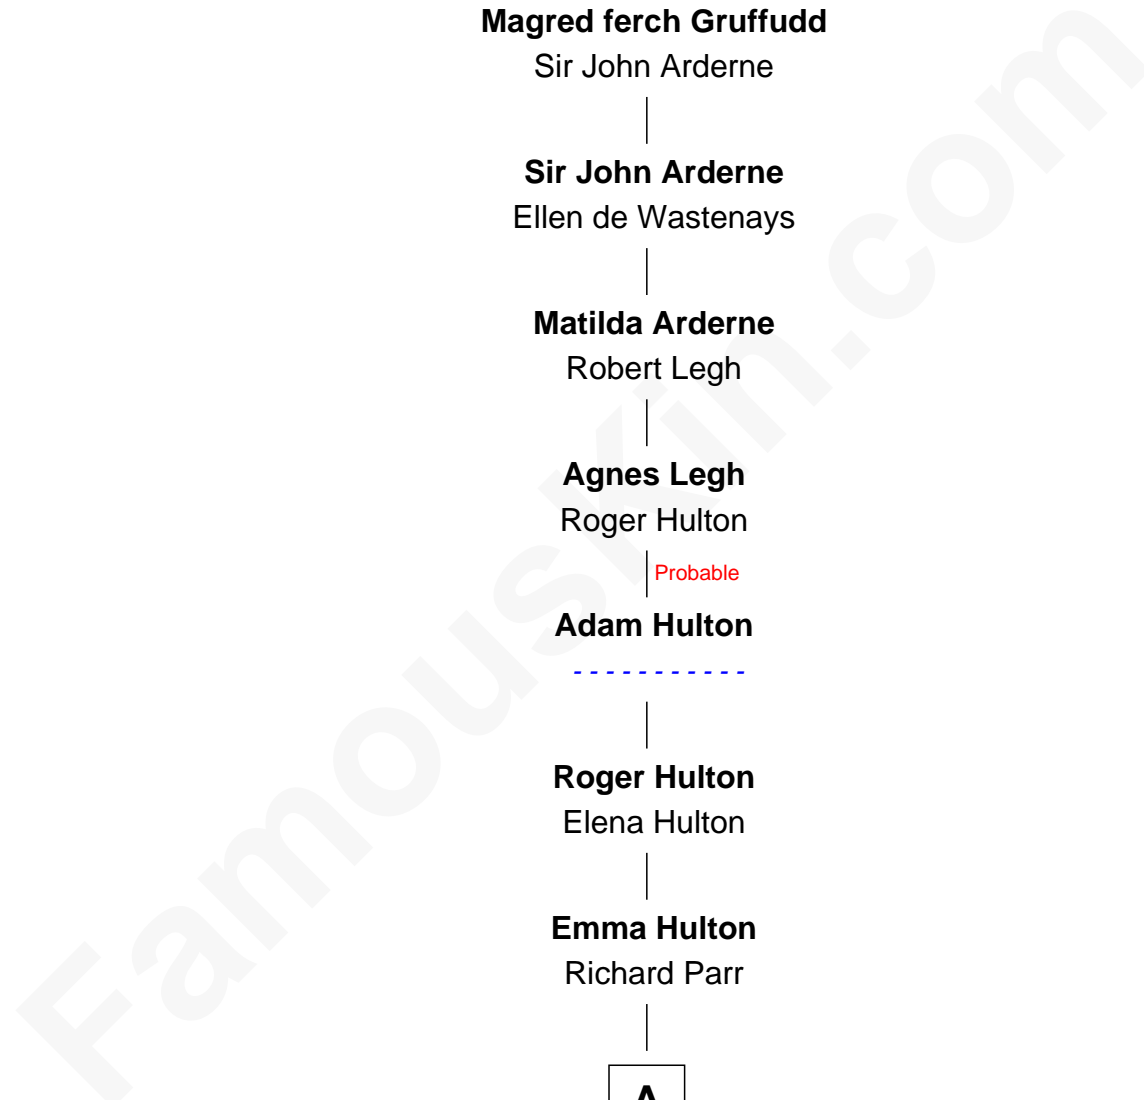 Magred ferch Gruffudd
Sir John Arderne
Sir John Arderne
Ellen de Wastenays
Matilda Arderne
Robert Legh
Agnes Legh
Roger Hulton
Probable
Adam Hulton
- - - - - - - - - - -
Roger Hulton
Elena Hulton
Emma Hulton
Richard Parr
A
FamousKin.com